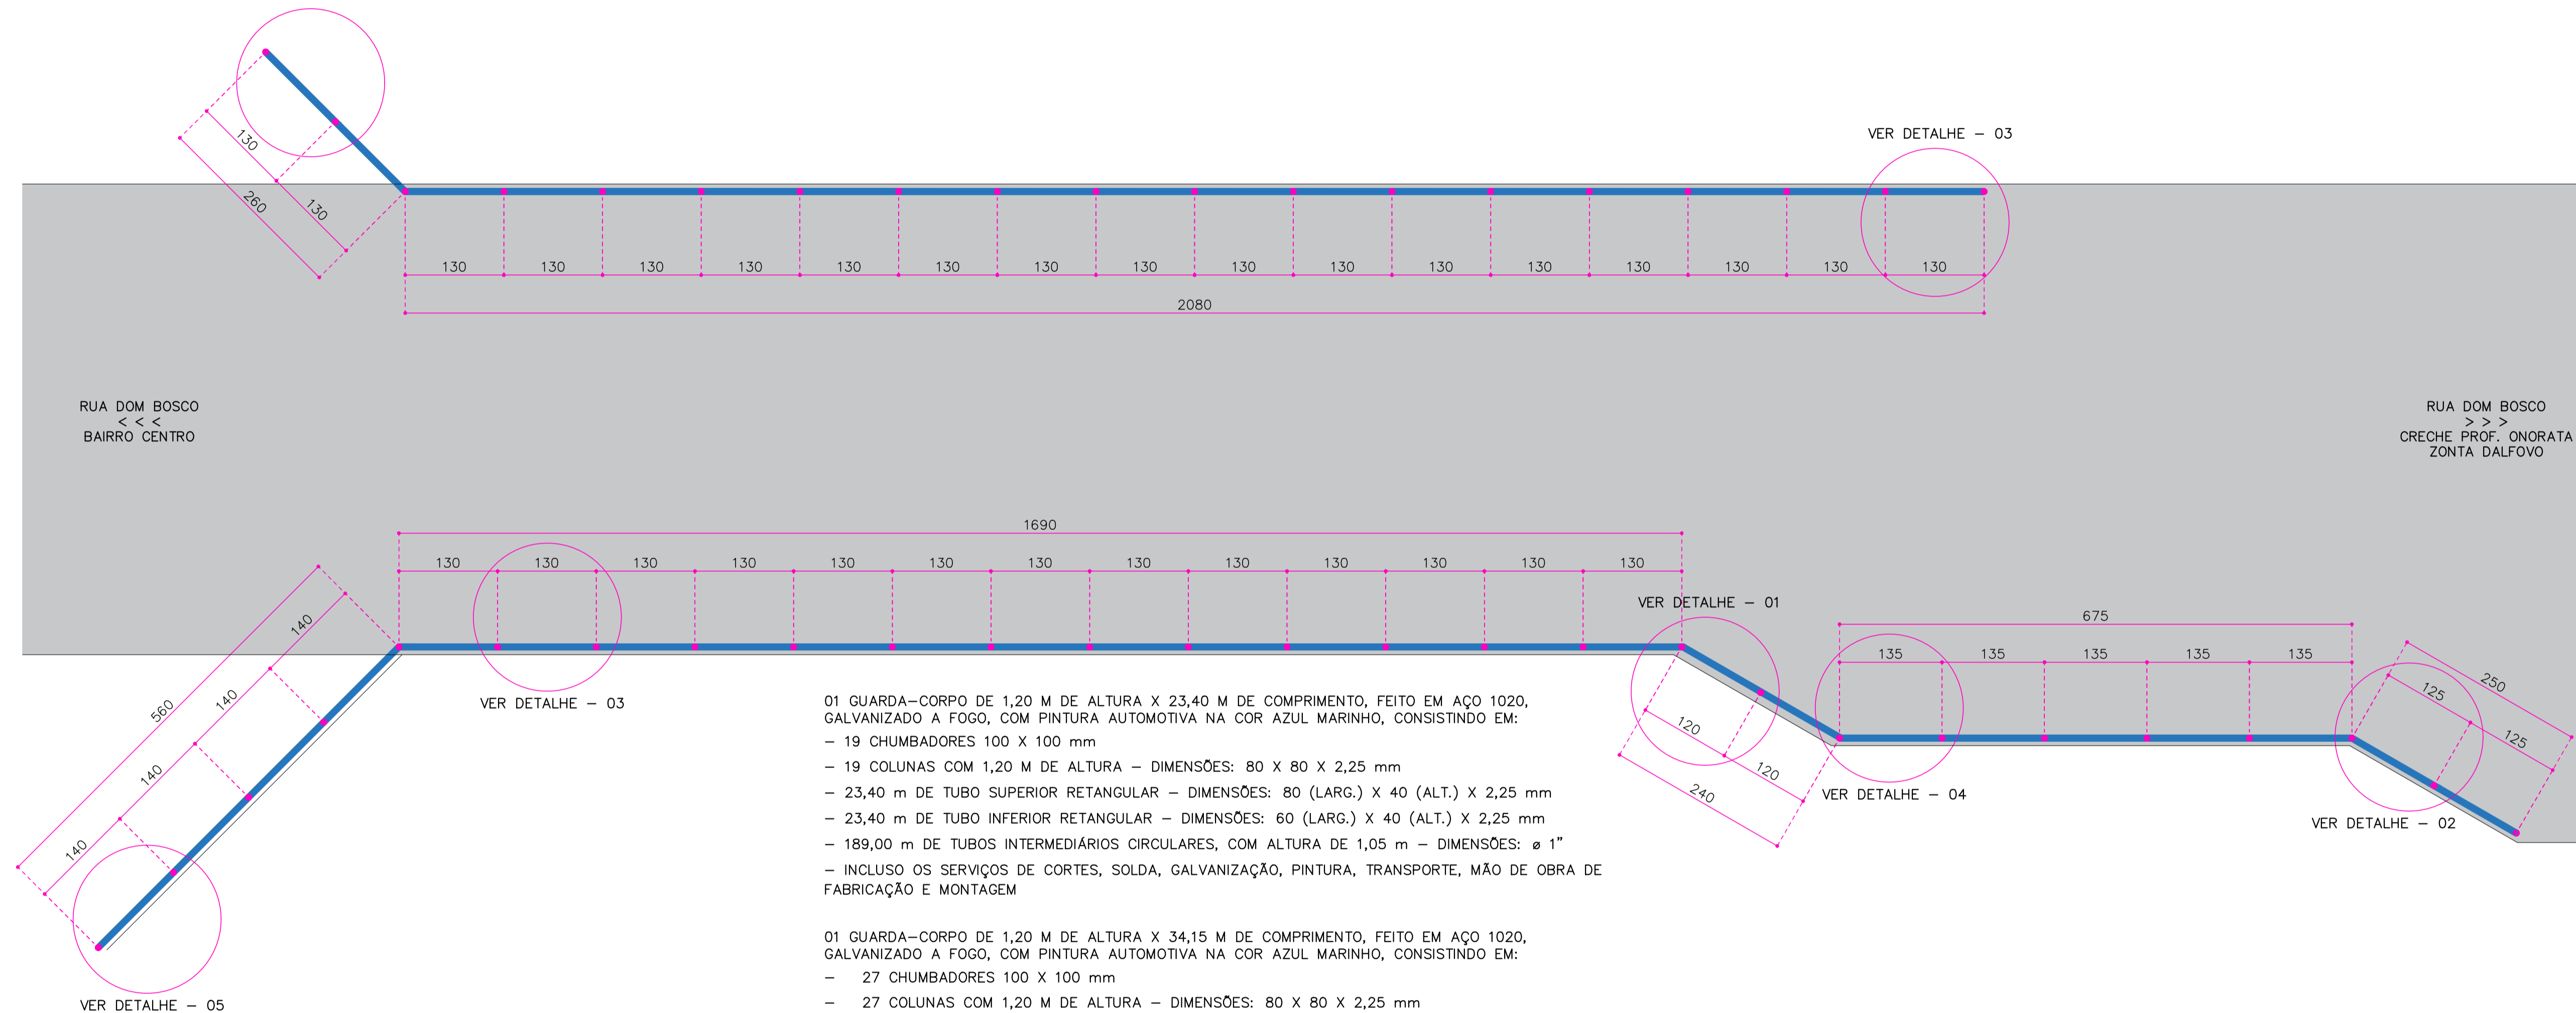 VER DETALHE – 03
130
130
260
130 130 130 130 130 130 130 130 130 130 130 130 130 130 130 130
2080
RUA DOM BOSCO
< < <
BAIRRO CENTRO
RUA DOM BOSCO
> > >
CRECHE PROF. ONORATA
ZONTA DALFOVO
1690
130 130 130 130 130 130 130 130 130 130 130 130 130
VER DETALHE – 01
675
135 135 135 135 135
560
140
140
140
140
120
120
240
250
125
125
VER DETALHE – 03
VER DETALHE – 04
VER DETALHE – 02
VER DETALHE – 05
01 GUARDA–CORPO DE 1,20 M DE ALTURA X 23,40 M DE COMPRIMENTO, FEITO EM AÇO 1020,
GALVANIZADO A FOGO, COM PINTURA AUTOMOTIVA NA COR AZUL MARINHO, CONSISTINDO EM:
– 19 CHUMBADORES 100 X 100 mm
– 19 COLUNAS COM 1,20 M DE ALTURA – DIMENSÕES: 80 X 80 X 2,25 mm
– 23,40 m DE TUBO SUPERIOR RETANGULAR – DIMENSÕES: 80 (LARG.) X 40 (ALT.) X 2,25 mm
– 23,40 m DE TUBO INFERIOR RETANGULAR – DIMENSÕES: 60 (LARG.) X 40 (ALT.) X 2,25 mm
– 189,00 m DE TUBOS INTERMEDIÁRIOS CIRCULARES, COM ALTURA DE 1,05 m – DIMENSÕES: ø 1”
– INCLUSO OS SERVIÇOS DE CORTES, SOLDA, GALVANIZAÇÃO, PINTURA, TRANSPORTE, MÃO DE OBRA DE
FABRICAÇÃO E MONTAGEM
01 GUARDA–CORPO DE 1,20 M DE ALTURA X 34,15 M DE COMPRIMENTO, FEITO EM AÇO 1020,
GALVANIZADO A FOGO, COM PINTURA AUTOMOTIVA NA COR AZUL MARINHO, CONSISTINDO EM:
– 27 CHUMBADORES 100 X 100 mm
– 27 COLUNAS COM 1,20 M DE ALTURA – DIMENSÕES: 80 X 80 X 2,25 mm